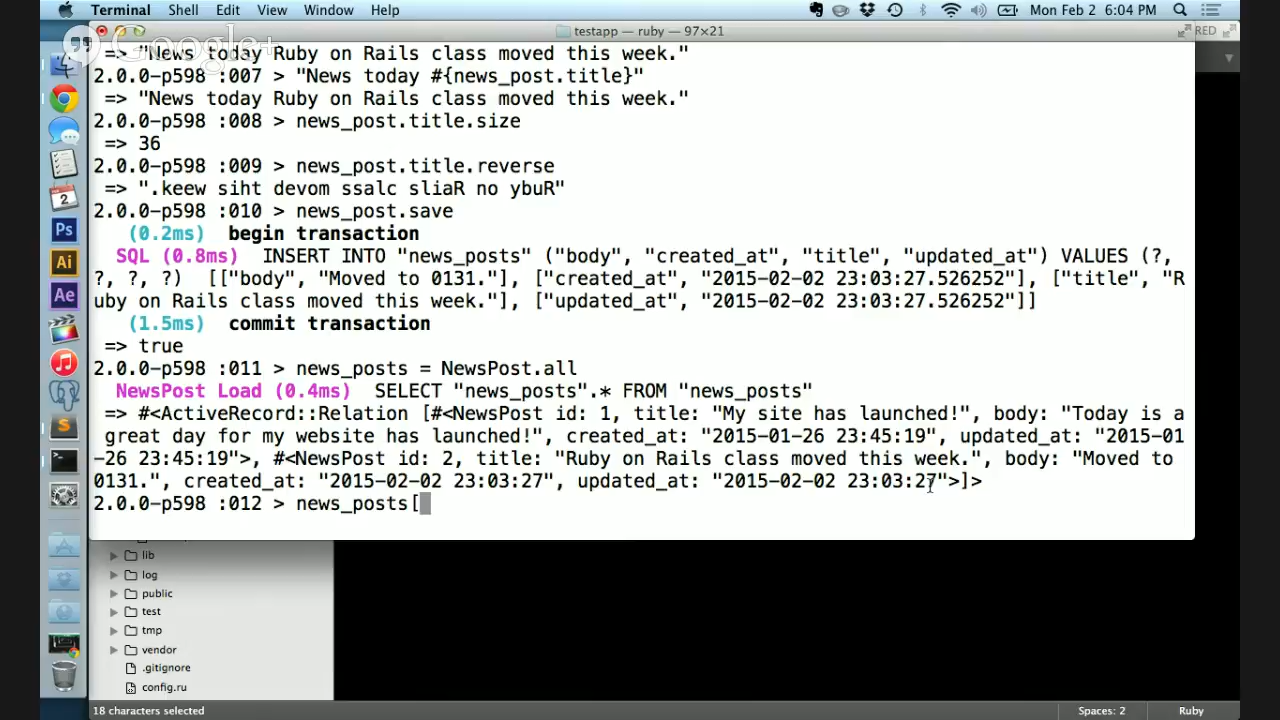 Terminal Shell Edit View Window Help Mon Feb 2 6:04 PM
Google+
testapp — ruby — 97×21
RED
=> "News today Ruby on Rails class moved this week."
2.0.0-p598 :007 > "News today #{news_post.title}"
=> "News today Ruby on Rails class moved this week."
2.0.0-p598 :008 > news_post.title.size
=> 36
2.0.0-p598 :009 > news_post.title.reverse
=> ".keew siht devom ssalc sliaR no ybuR"
2.0.0-p598 :010 > news_post.save
(0.2ms) begin transaction
SQL (0.8ms) INSERT INTO "news_posts" ("body", "created_at", "title", "updated_at") VALUES (?,
?, ?, ?) [["body", "Moved to 0131."], ["created_at", "2015-02-02 23:03:27.526252"], ["title", "R
uby on Rails class moved this week."], ["updated_at", "2015-02-02 23:03:27.526252"]]
(1.5ms) commit transaction
=> true
2.0.0-p598 :011 > news_posts = NewsPost.all
NewsPost Load (0.4ms) SELECT "news_posts".* FROM "news_posts"
=> #<ActiveRecord::Relation [#<NewsPost id: 1, title: "My site has launched!", body: "Today is a
great day for my website has launched!", created_at: "2015-01-26 23:45:19", updated_at: "2015-01
-26 23:45:19">, #<NewsPost id: 2, title: "Ruby on Rails class moved this week.", body: "Moved to
0131.", created_at: "2015-02-02 23:03:27", updated_at: "2015-02-02 23:03:27">]>
2.0.0-p598 :012 > news_posts[
2
Ps
Ai
Ae
lib
log
public
test
tmp
vendor
.gitignore
config.ru
18 characters selected
Spaces: 2
Ruby